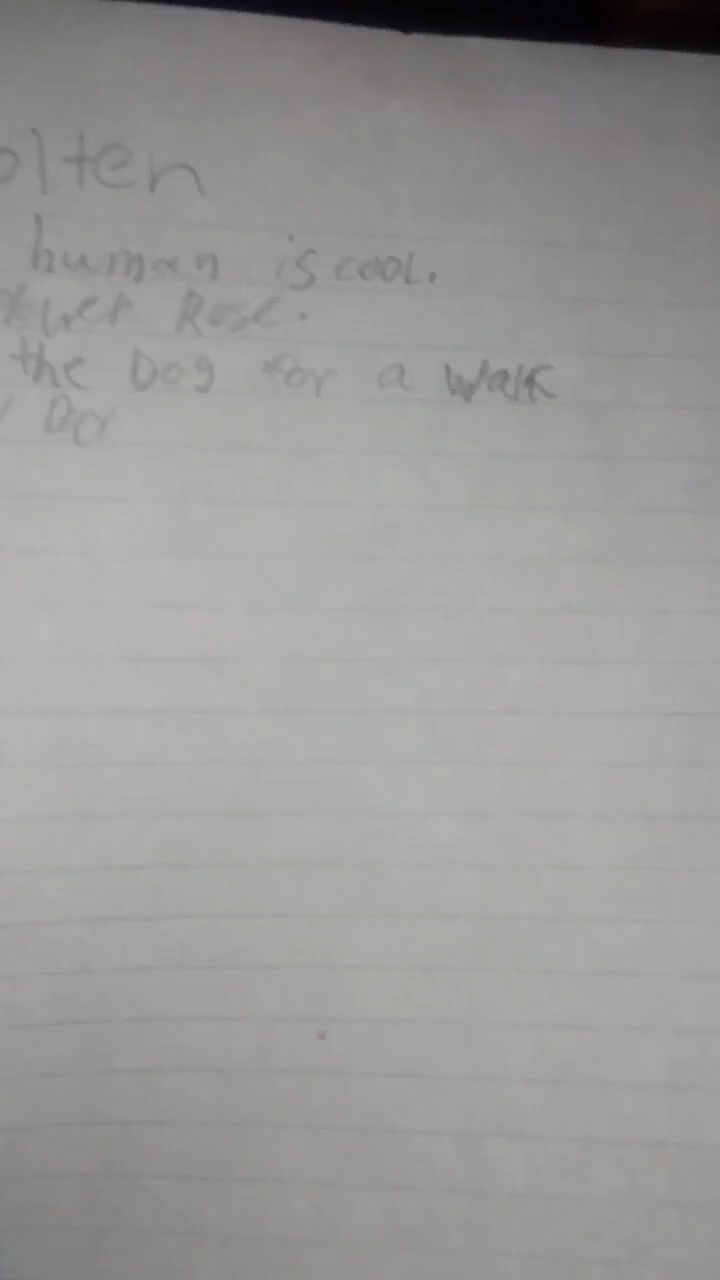 olten
human is cool.
Rose.
the Dog for a walk